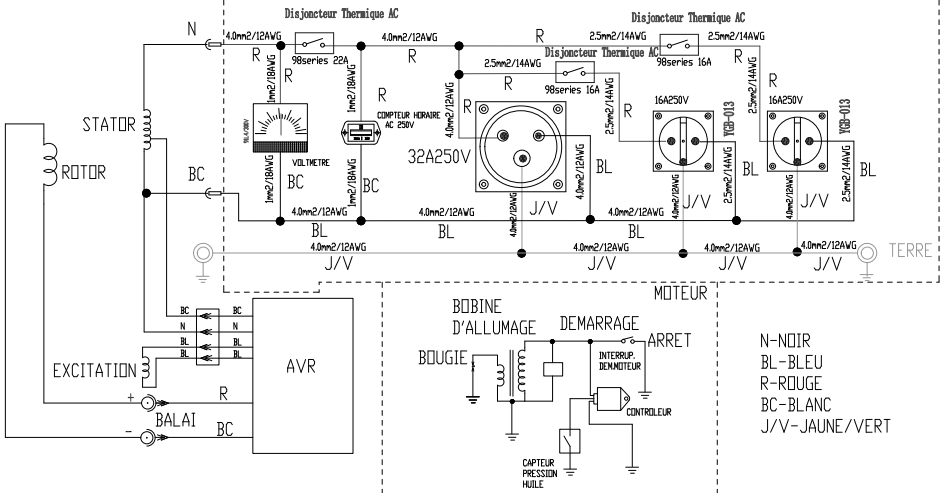 Disjoncteur Thermique AC
Disjoncteur Thermique AC
N
4.0mm2/12AWG
4.0mm2/12AWG
R
2.5mm2/14AWG
2.5mm2/14AWG
R
98series 22A
R
Disjoncteur Thermique AC
98series 16A
R
2.5mm2/14AWG
R
98series 16A
1mm2/18AWG
R
1mm2/18AWG
R
4.0mm2/12AWG
R
2.5mm2/14AWG
R
2.5mm2/14AWG
R
16A250V
YGB-013
16A250V
YGB-013
COMPTEUR HORAIRE
AC 250V
STATOR
32A250V
VOLTMETRE
ROTOR
BC
1mm2/18AWG
BC
1mm2/18AWG
BC
4.0mm2/12AWG
BL
4.0mm2/12AWG
J/V
4.0mm2/12AWG
J/V
2.5mm2/14AWG
BL
4.0mm2/12AWG
J/V
2.5mm2/14AWG
BL
4.0mm2/12AWG
4.0mm2/12AWG
4.0mm2/12AWG
BL
BL
BL
4.0mm2/12AWG
4.0mm2/12AWG
4.0mm2/12AWG
4.0mm2/12AWG
TERRE
J/V
J/V
J/V
J/V
MOTEUR
BC
BC
N
N
BL
BL
BL
BL
EXCITATION
AVR
+
R
BALAI
-
BC
BOBINE
D'ALLUMAGE
DEMARRAGE
ARRET
BOUGIE
INTERRUP.
DEM.MOTEUR
CONTROLEUR
CAPTEUR
PRESSION
HUILE
N-NOIR
BL-BLEU
R-ROUGE
BC-BLANC
J/V-JAUNE/VERT